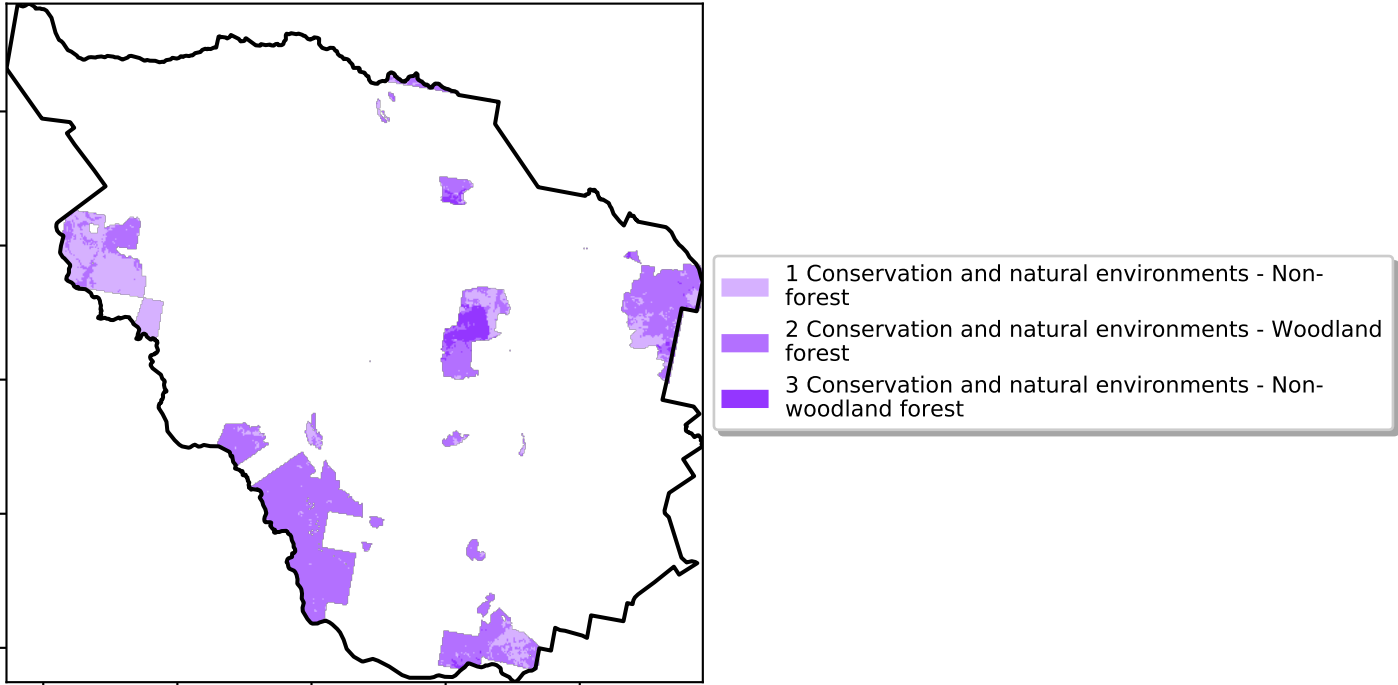 1 Conservation and natural environments - Non-
forest
2 Conservation and natural environments - Woodland
forest
3 Conservation and natural environments - Non-
woodland forest